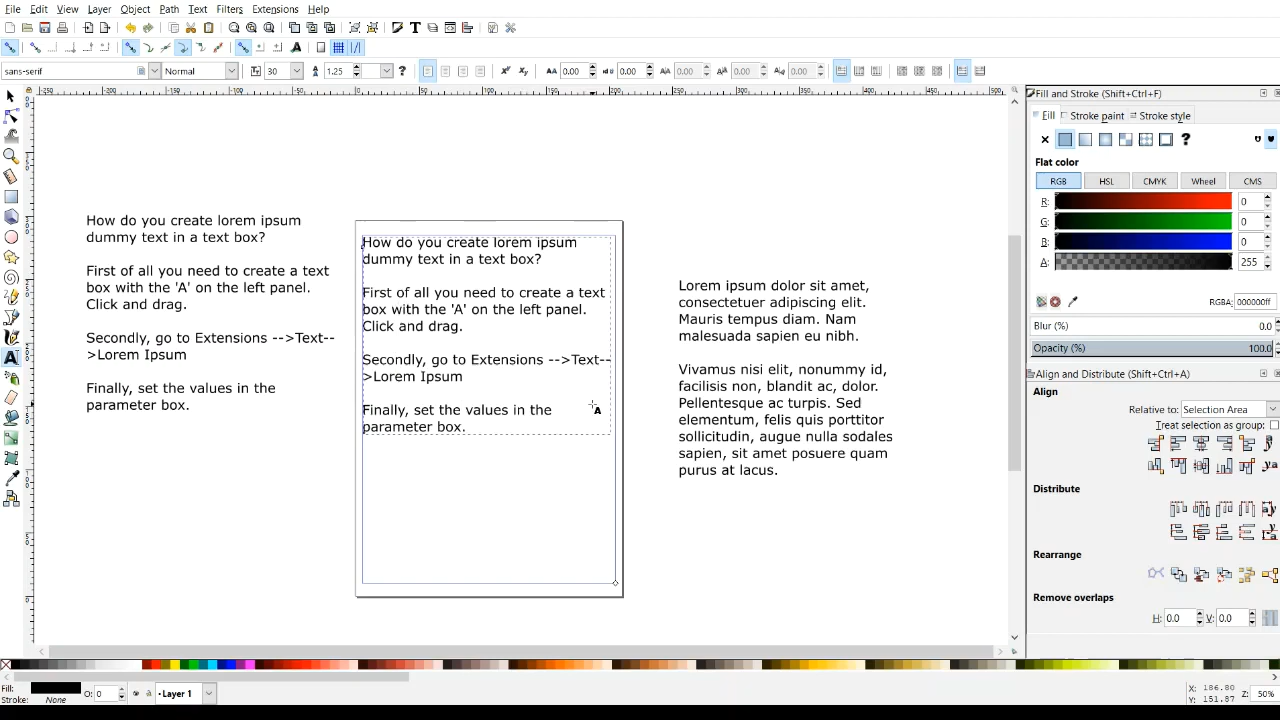 File Edit View Layer Object Path Text Filters Extensions Help
sans-serif Normal 30 1.25 0.00 0.00 0.00 0.00 0.00
How do you create lorem ipsum
dummy text in a text box?
First of all you need to create a text
box with the 'A' on the left panel.
Click and drag.
Secondly, go to Extensions -->Text--
>Lorem Ipsum
Finally, set the values in the
parameter box.
How do you create lorem ipsum
dummy text in a text box?
First of all you need to create a text
box with the 'A' on the left panel.
Click and drag.
Secondly, go to Extensions -->Text--
>Lorem Ipsum
Finally, set the values in the
parameter box.
Lorem ipsum dolor sit amet,
consectetuer adipiscing elit.
Mauris tempus diam. Nam
malesuada sapien eu nibh.
Vivamus nisi elit, nonummy id,
facilisis non, blandit ac, dolor.
Pellentesque ac turpis. Sed
elementum, felis quis porttitor
sollicitudin, augue nulla sodales
sapien, sit amet posuere quam
purus at lacus.
Fill and Stroke (Shift+Ctrl+F)
Fill Stroke paint Stroke style
Flat color
RGB HSL CMYK Wheel CMS
R: 0
G: 0
B: 0
A: 255
RGBA: 000000ff
Blur (%) 0.0
Opacity (%) 100.0
Align and Distribute (Shift+Ctrl+A)
Align
Relative to: Selection Area
Treat selection as group:
Distribute
Rearrange
Remove overlaps
H: 0.0 V: 0.0
Fill:
Stroke: None
O: 0
Layer 1
X: 186.80
Y: 151.87
Z: 50%